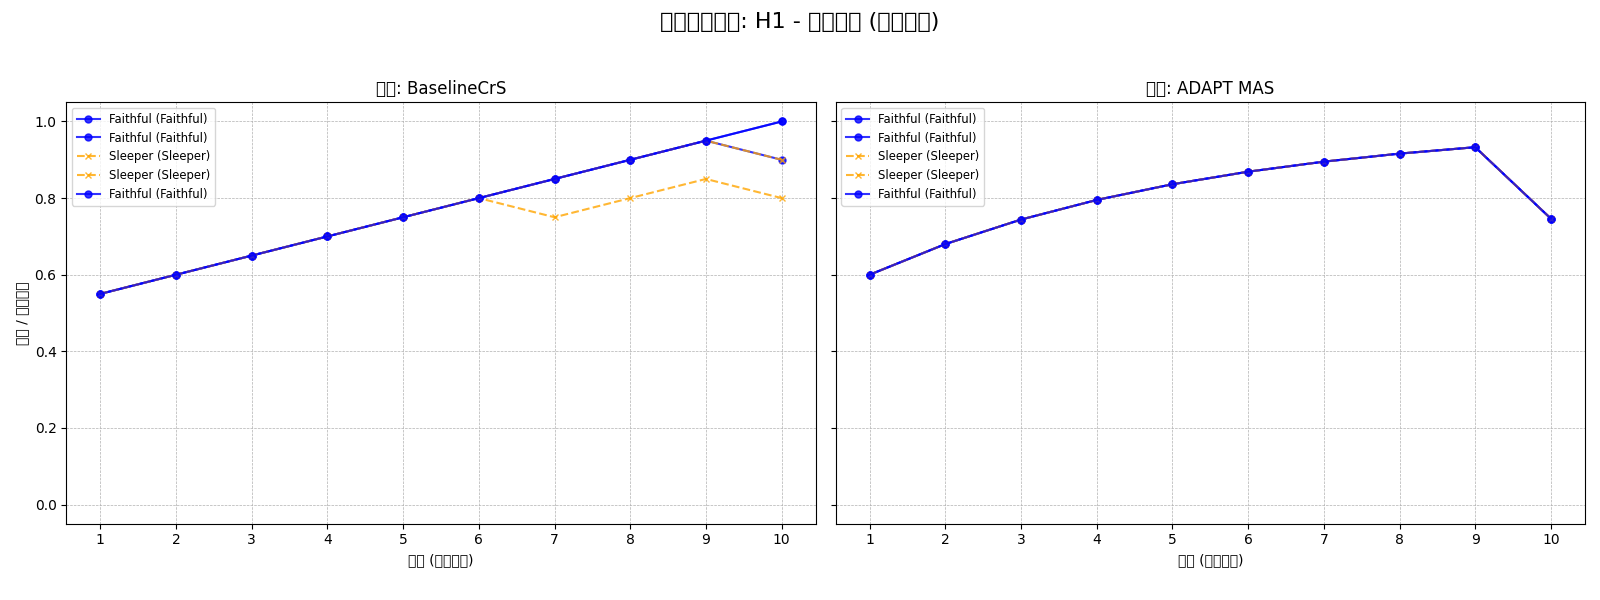 : H1 - ( )
: BaselineCrS
: ADAPT MAS
Faithful (Faithful)
Faithful (Faithful)
Sleeper (Sleeper)
Sleeper (Sleeper)
Faithful (Faithful)
Faithful (Faithful)
Faithful (Faithful)
Sleeper (Sleeper)
Sleeper (Sleeper)
Faithful (Faithful)
1.0
0.8
0.6
0.4
0.2
0.0
/
1 2 3 4 5 6 7 8 9 10
1 2 3 4 5 6 7 8 9 10
( )
( )